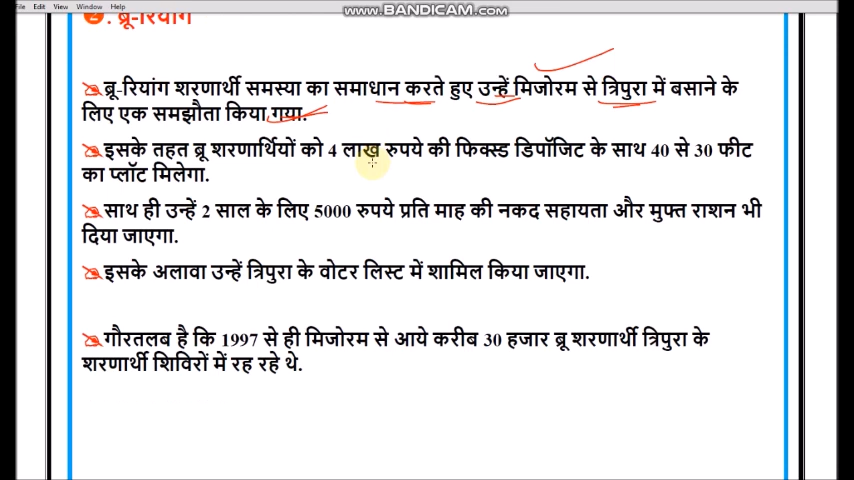 File Edit View Window Help
www.BANDICAM.com
2. ब्रू-रियांग
ब्रू-रियांग शरणार्थी समस्या का समाधान करते हुए उन्हें मिजोरम से त्रिपुरा में बसाने के
लिए एक समझौता किया गया.
इसके तहत ब्रू शरणार्थियों को 4 लाख रुपये की फिक्स्ड डिपॉजिट के साथ 40 से 30 फीट
का प्लॉट मिलेगा.
साथ ही उन्हें 2 साल के लिए 5000 रुपये प्रति माह की नकद सहायता और मुफ्त राशन भी
दिया जाएगा.
इसके अलावा उन्हें त्रिपुरा के वोटर लिस्ट में शामिल किया जाएगा.
गौरतलब है कि 1997 से ही मिजोरम से आये करीब 30 हजार ब्रू शरणार्थी त्रिपुरा के
शरणार्थी शिविरों में रह रहे थे.